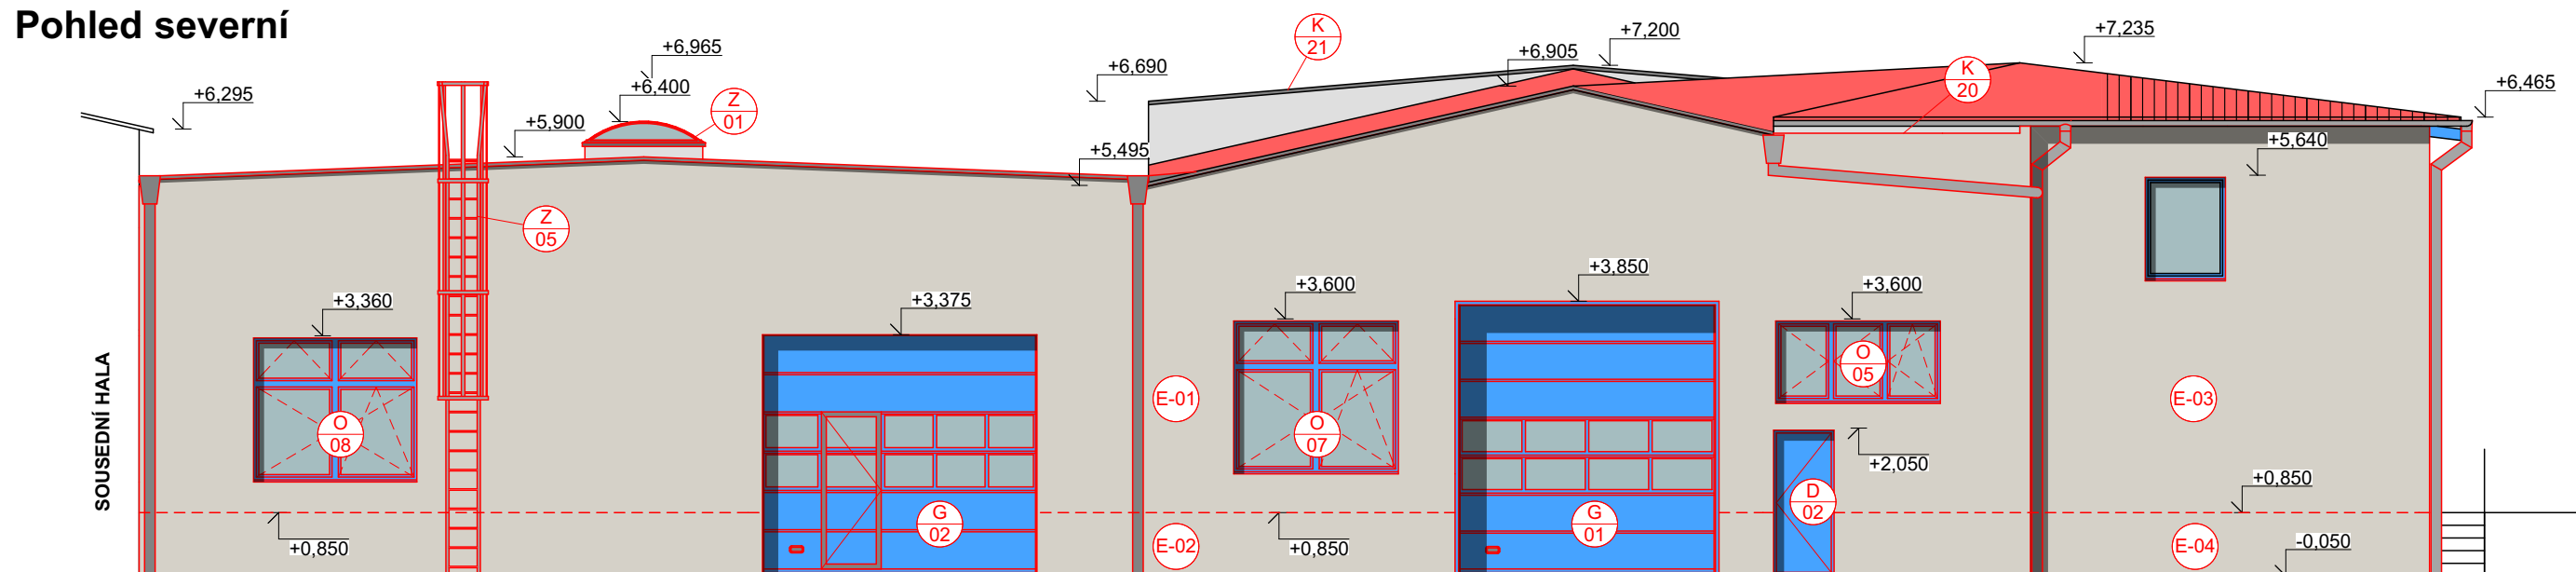 Pohled severní
+6,295
+6,965
+6,400
Z
01
+5,900
Z
05
+6,690
+5,495
K
21
+6,905
+7,200
K
20
+7,235
+6,465
+5,640
+3,360
+3,375
+3,600
+3,850
+3,600
SOUSEDNÍ HALA
O
08
E-01
O
07
O
05
E-03
+2,050
+0,850
G
02
E-02
+0,850
G
01
D
02
+0,850
E-04
-0,050